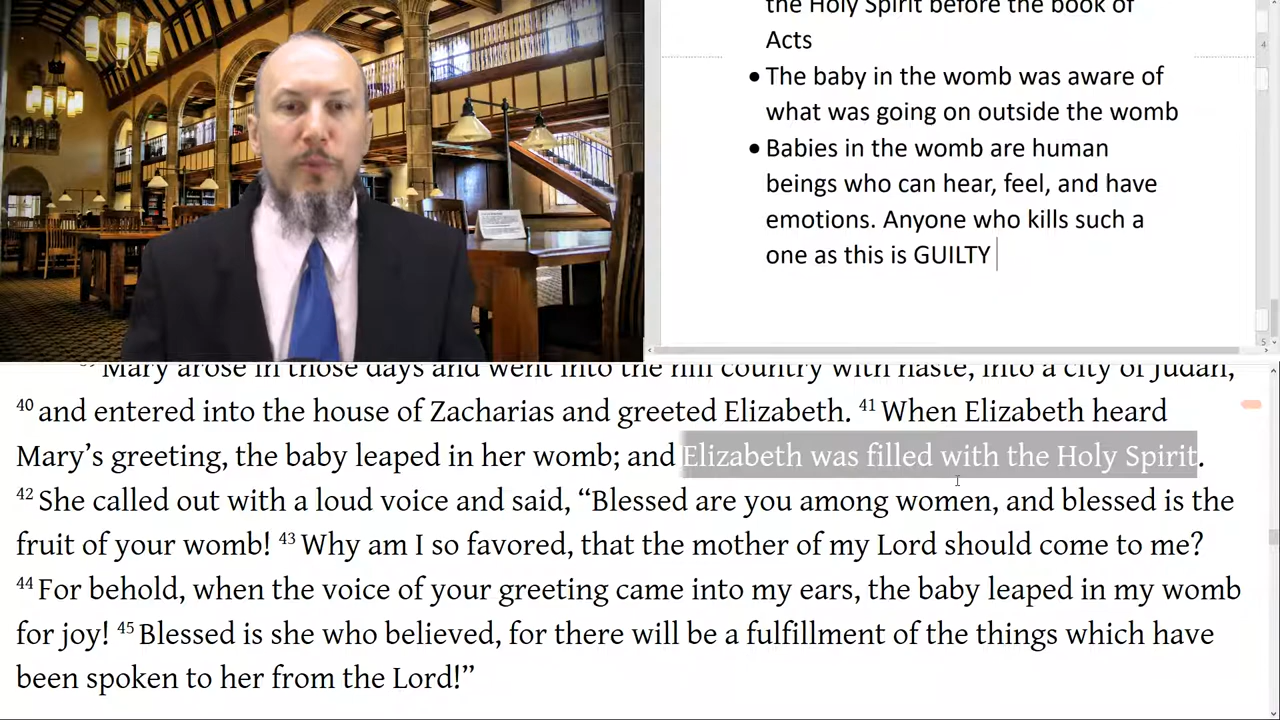 the Holy Spirit before the book of
Acts
• The baby in the womb was aware of
what was going on outside the womb
• Babies in the womb are human
beings who can hear, feel, and have
emotions. Anyone who kills such a
one as this is GUILTY
4
5
39 Mary arose in those days and went into the hill country with haste, into a city of Judah,
40 and entered into the house of Zacharias and greeted Elizabeth. 41 When Elizabeth heard
Mary’s greeting, the baby leaped in her womb; and Elizabeth was filled with the Holy Spirit.
42 She called out with a loud voice and said, “Blessed are you among women, and blessed is the
fruit of your womb! 43 Why am I so favored, that the mother of my Lord should come to me?
44 For behold, when the voice of your greeting came into my ears, the baby leaped in my womb
for joy! 45 Blessed is she who believed, for there will be a fulfillment of the things which have
been spoken to her from the Lord!”